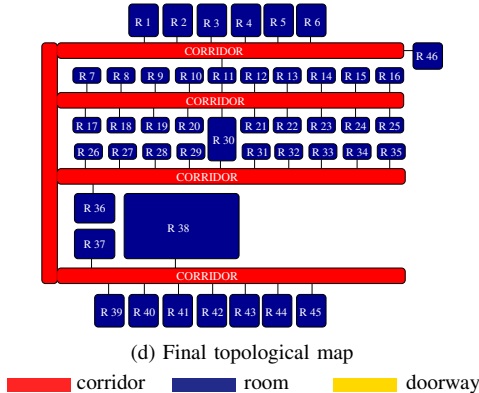 R 1 R 2 R 3 R 4 R 5 R 6
CORRIDOR
R 46
R 7 R 8 R 9 R 10 R 11 R 12 R 13 R 14 R 15 R 16
CORRIDOR
R 17 R 18 R 19 R 20 R 21 R 22 R 23 R 24 R 25
R 30
R 26 R 27 R 28 R 29 R 31 R 32 R 33 R 34 R 35
CORRIDOR
R 36
R 38
R 37
CORRIDOR
R 39 R 40 R 41 R 42 R 43 R 44 R 45
(d) Final topological map
corridor room doorway